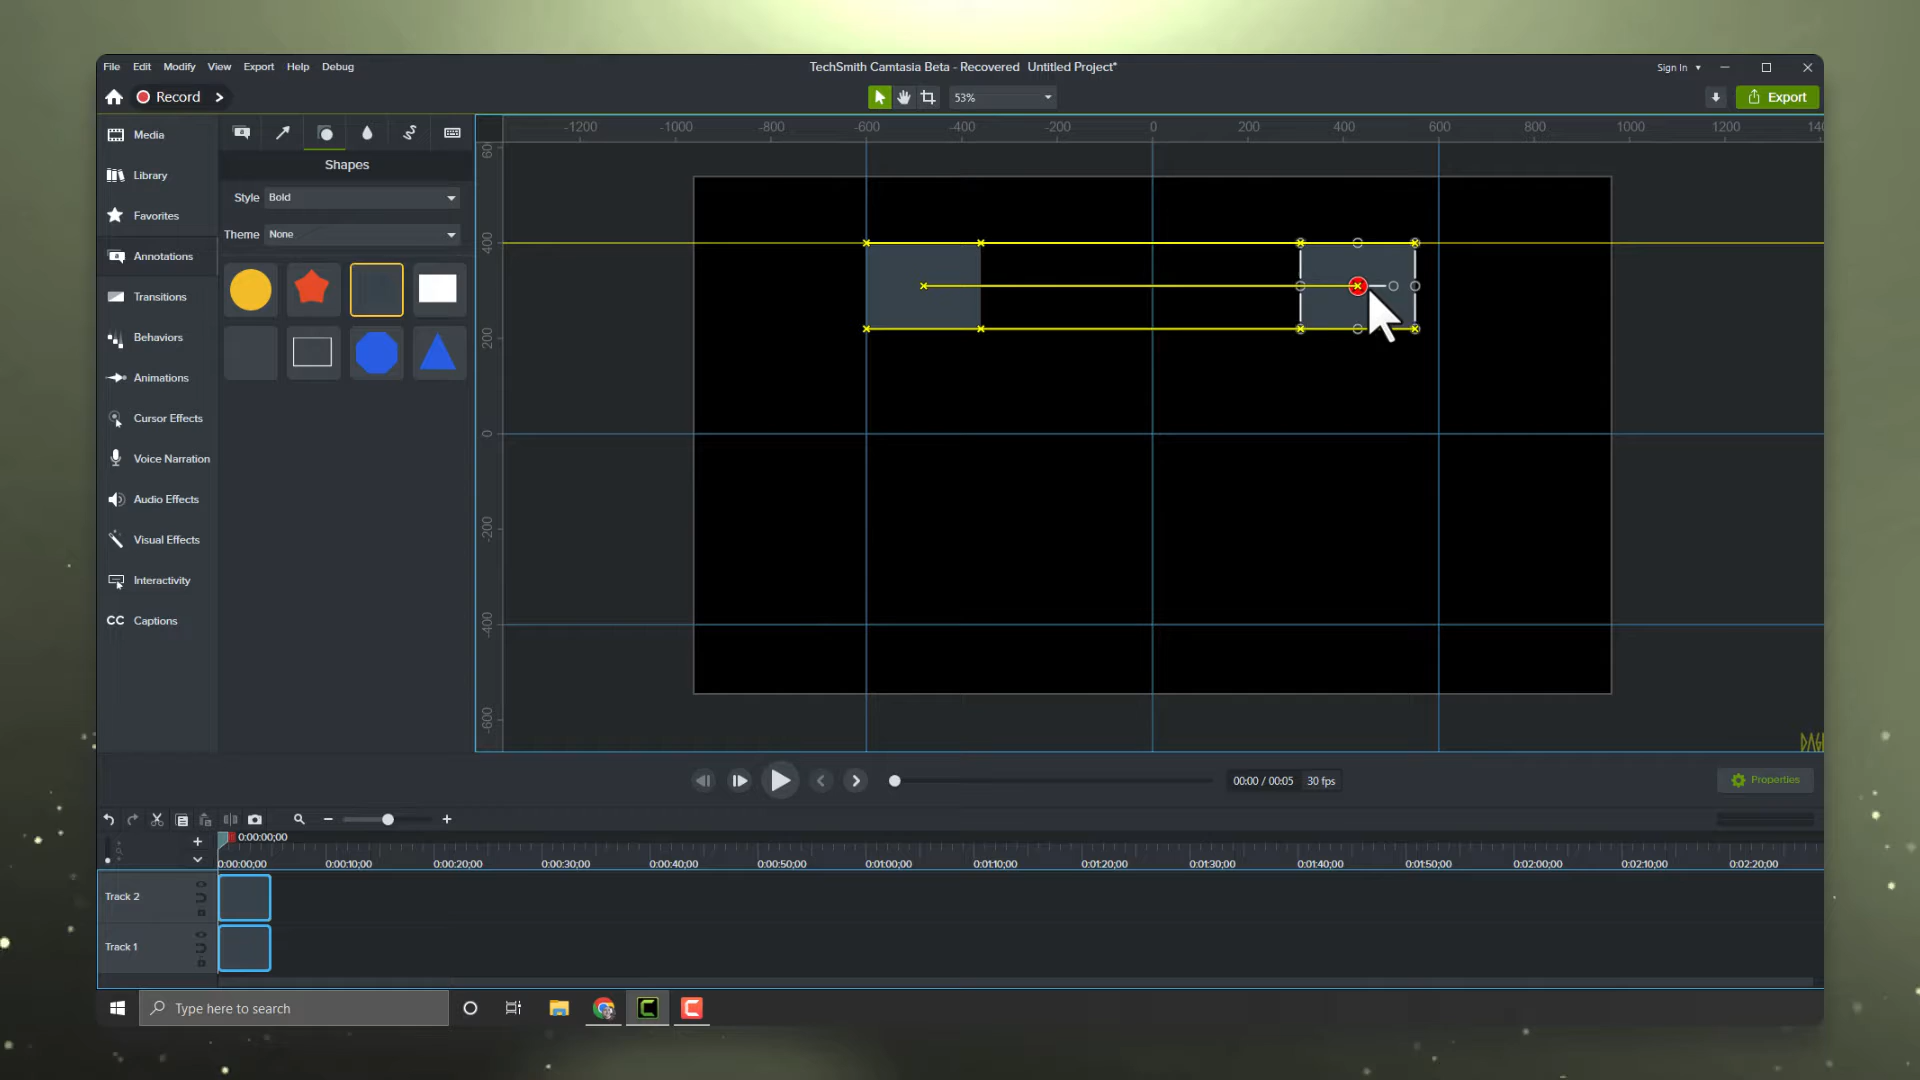 File Edit Modify View Export Help Debug
TechSmith Camtasia Beta - Recovered Untitled Project*
Sign In
Record
53%
Export
Media
Library
Favorites
Annotations
Transitions
Behaviors
Animations
Cursor Effects
Voice Narration
Audio Effects
Visual Effects
Interactivity
CC Captions
Shapes
Style Bold
Theme None
-1200 -1000 -800 -600 -400 -200 0 200 400 600 800 1000 1200
400
200
0
-200
-400
-600
00:00 / 00:05 30 fps
Properties
0:00:00;00
0:00:00;00 0:00:10;00 0:00:20;00 0:00:30;00 0:00:40;00 0:00:50;00 0:01:00;00 0:01:10;00 0:01:20;00 0:01:30;00 0:01:40;00 0:01:50;00 0:02:00;00 0:02:10;00 0:02:20;00
Track 2
Track 1
Type here to search